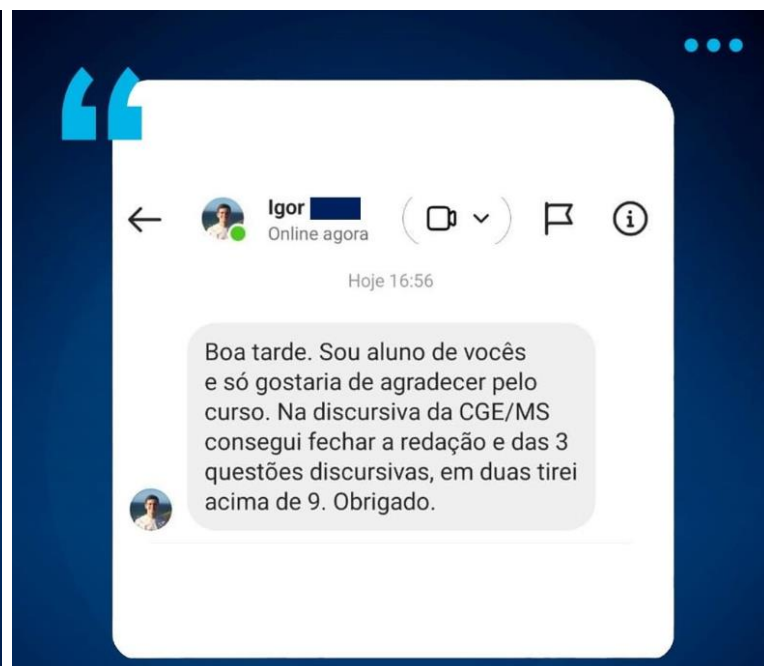 Igor
Online agora
Hoje 16:56
Boa tarde. Sou aluno de vocês
e só gostaria de agradecer pelo
curso. Na discursiva da CGE/MS
consegui fechar a redação e das 3
questões discursivas, em duas tirei
acima de 9. Obrigado.